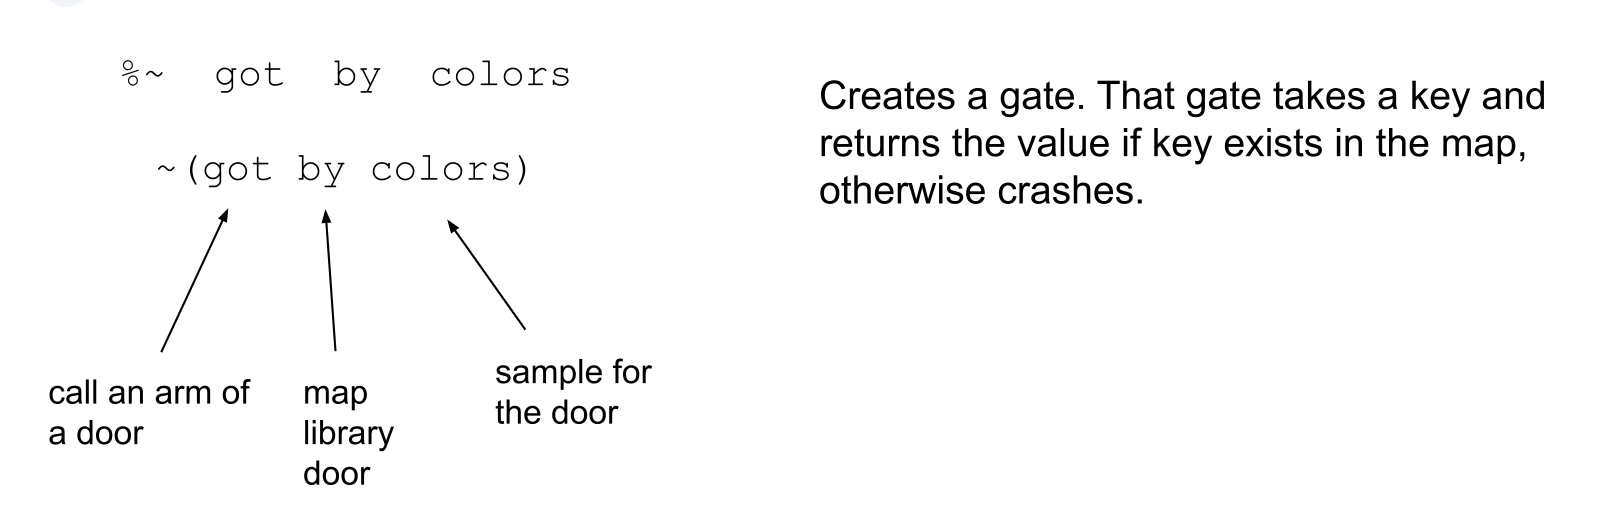 %~  got  by  colors
~(got by colors)
call an arm of
a door
map
library
door
sample for
the door
Creates a gate. That gate takes a key and
returns the value if key exists in the map,
otherwise crashes.